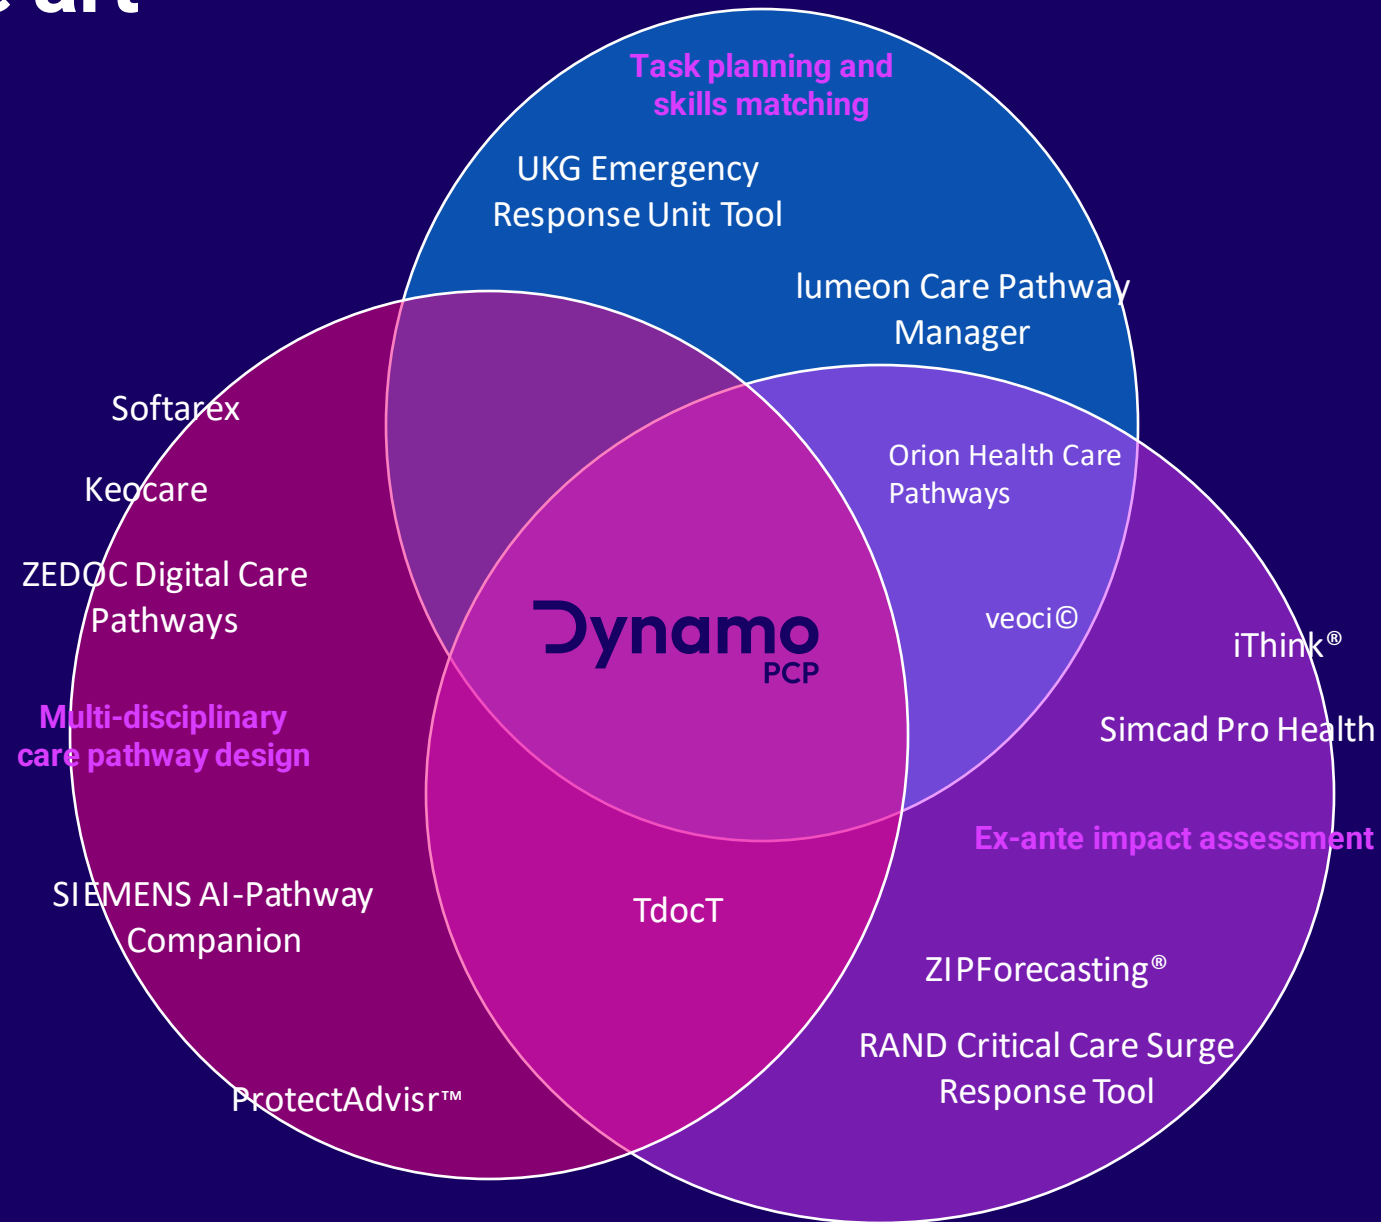 art
Task planning and
skills matching
UKG Emergency
Response Unit Tool
lumeon Care Pathway
Manager
Softarex
Keocare
ZEDOC Digital Care
Pathways
Multi-disciplinary
care pathway design
SIEMENS AI-Pathway
Companion
ProtectAdvisr™
Orion Health Care
Pathways
veoci©
Dynamo
PCP
TdocT
iThink®
Simcad Pro Health
Ex-ante impact assessment
ZIPForecasting®
RAND Critical Care Surge
Response Tool